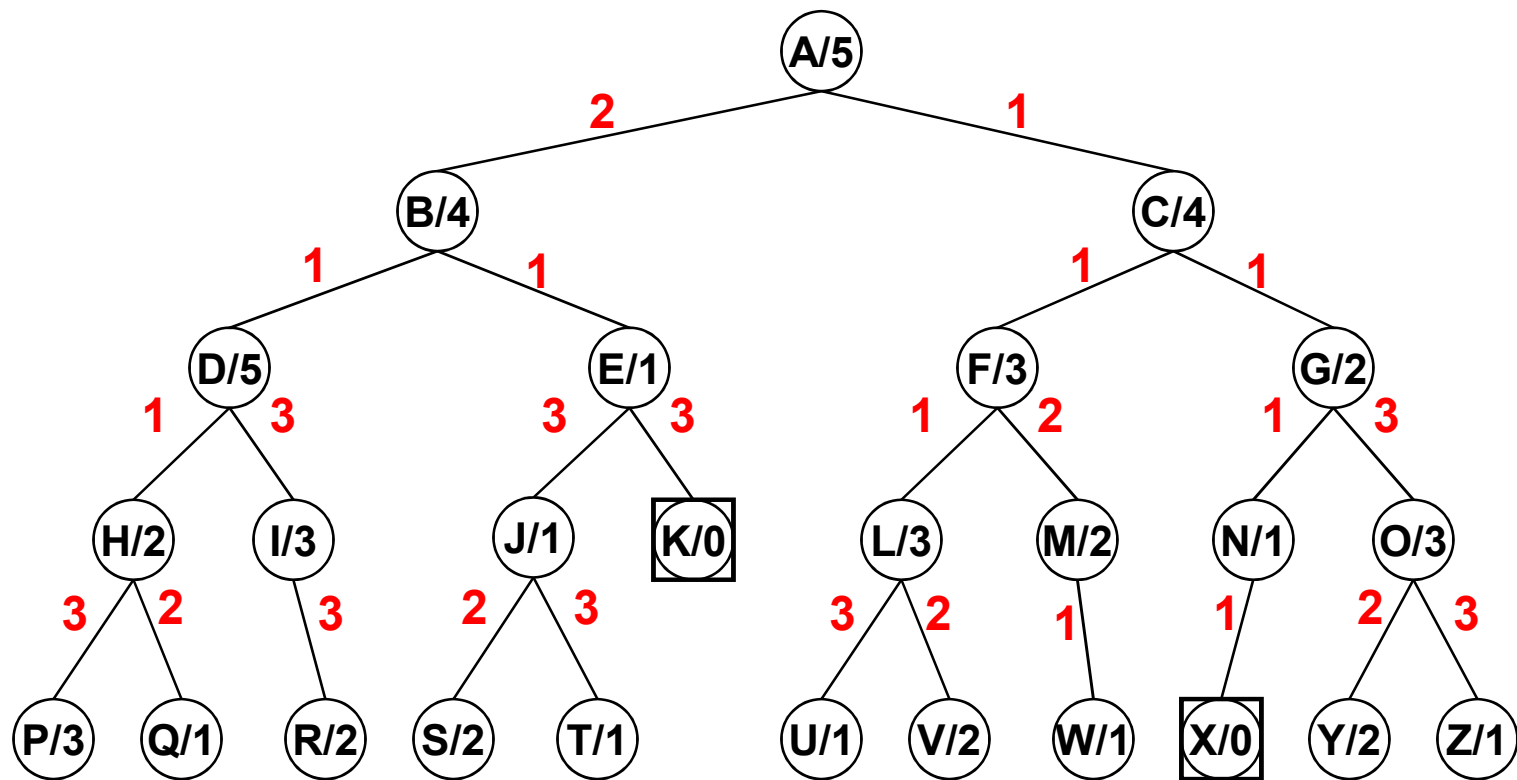 A/5
2 1
B/4 C/4
1 1 1 1
D/5 E/1 F/3 G/2
1 3 3 3 1 2 1 3
H/2 I/3 J/1 K/0 L/3 M/2 N/1 O/3
3 2 3 2 3 3 2 1 1 2 3
P/3 Q/1 R/2 S/2 T/1 U/1 V/2 W/1 X/0 Y/2 Z/1